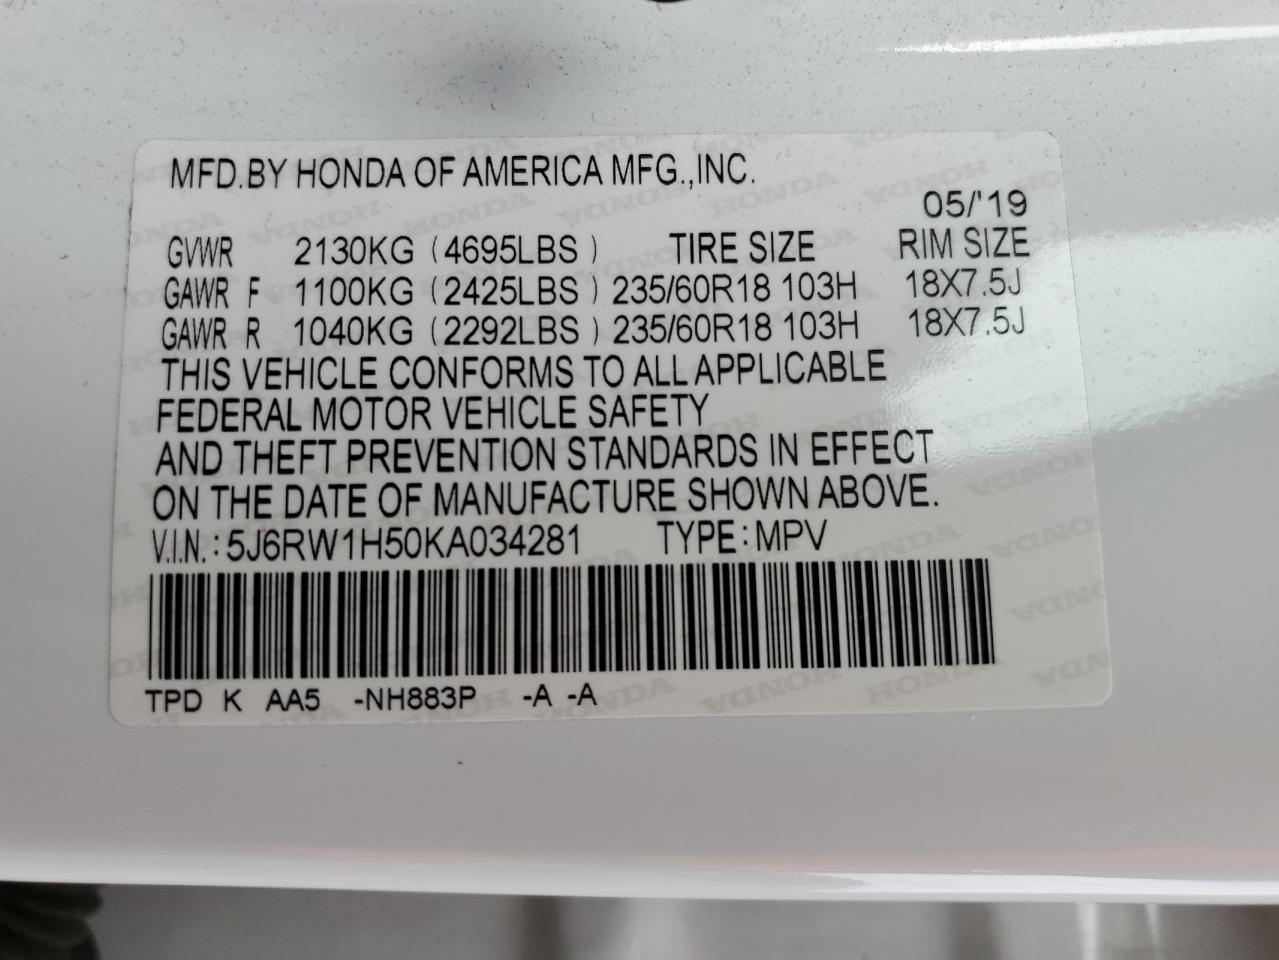 MFD.BY HONDA OF AMERICA MFG.,INC.
05/'19
GVWR 2130KG (4695LBS) TIRE SIZE RIM SIZE
GAWR F 1100KG (2425LBS) 235/60R18 103H 18X7.5J
GAWR R 1040KG (2292LBS) 235/60R18 103H 18X7.5J
THIS VEHICLE CONFORMS TO ALL APPLICABLE
FEDERAL MOTOR VEHICLE SAFETY
AND THEFT PREVENTION STANDARDS IN EFFECT
ON THE DATE OF MANUFACTURE SHOWN ABOVE.
V.I.N.: 5J6RW1H50KA034281 TYPE: MPV
TPD K AA5 -NH883P -A -A